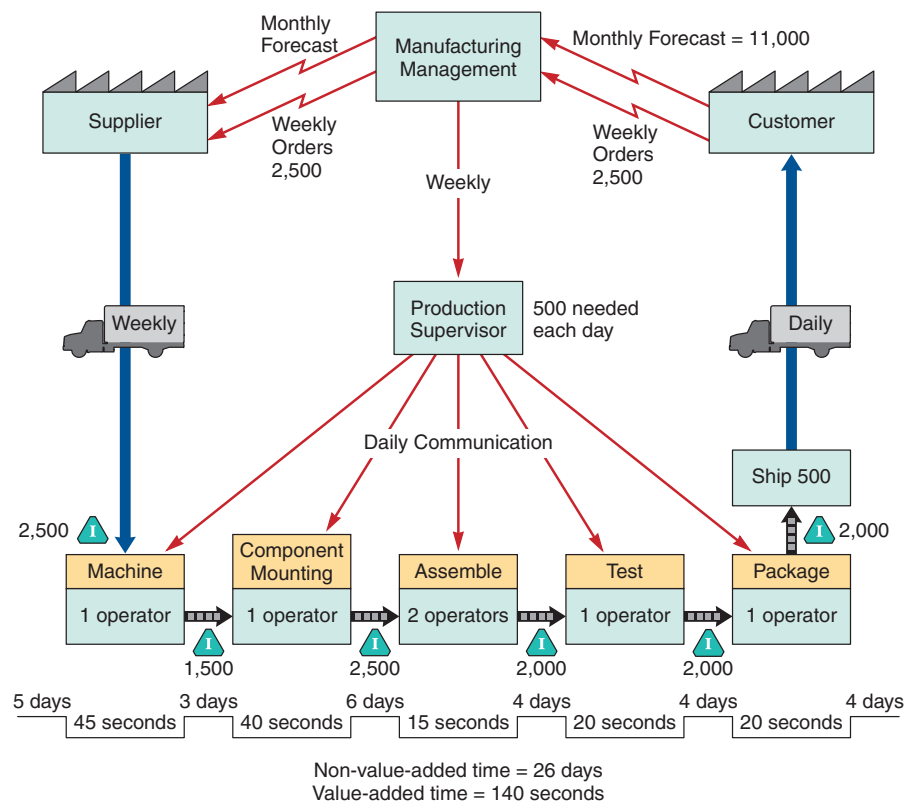 Monthly
Forecast
Manufacturing
Management
Monthly Forecast = 11,000
Supplier
Customer
Weekly
Orders
2,500
Weekly
Orders
2,500
Weekly
Weekly
Production
Supervisor
500 needed
each day
Daily
Daily Communication
Ship 500
2,500
I
I
2,000
Machine
1 operator
Component
Mounting
1 operator
Assemble
2 operators
Test
1 operator
Package
1 operator
I
1,500
I
2,500
I
2,000
I
2,000
5 days
45 seconds
3 days
40 seconds
6 days
15 seconds
4 days
20 seconds
4 days
20 seconds
4 days
Non-value-added time = 26 days
Value-added time = 140 seconds